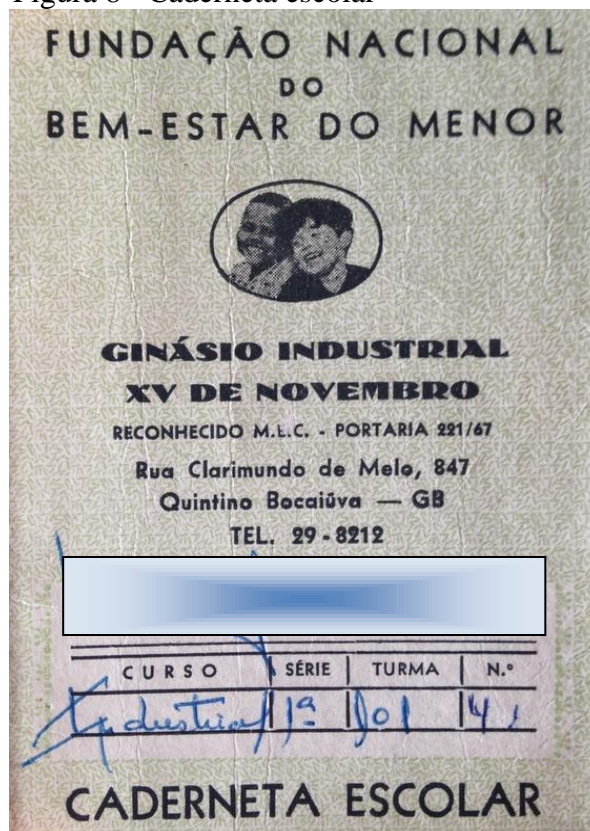 Figura 8 - Caderneta escolar
FUNDAÇÃO NACIONAL
DO
BEM-ESTAR DO MENOR
GINÁSIO INDUSTRIAL
XV DE NOVEMBRO
RECONHECIDO M.E.C. - PORTARIA 221/67
Rua Clarimundo de Melo, 847
Quintino Bocaiúva — GB
TEL. 29-8212
CURSO SÉRIE TURMA N.º
Industrial 1ª 101
CADERNETA ESCOLAR